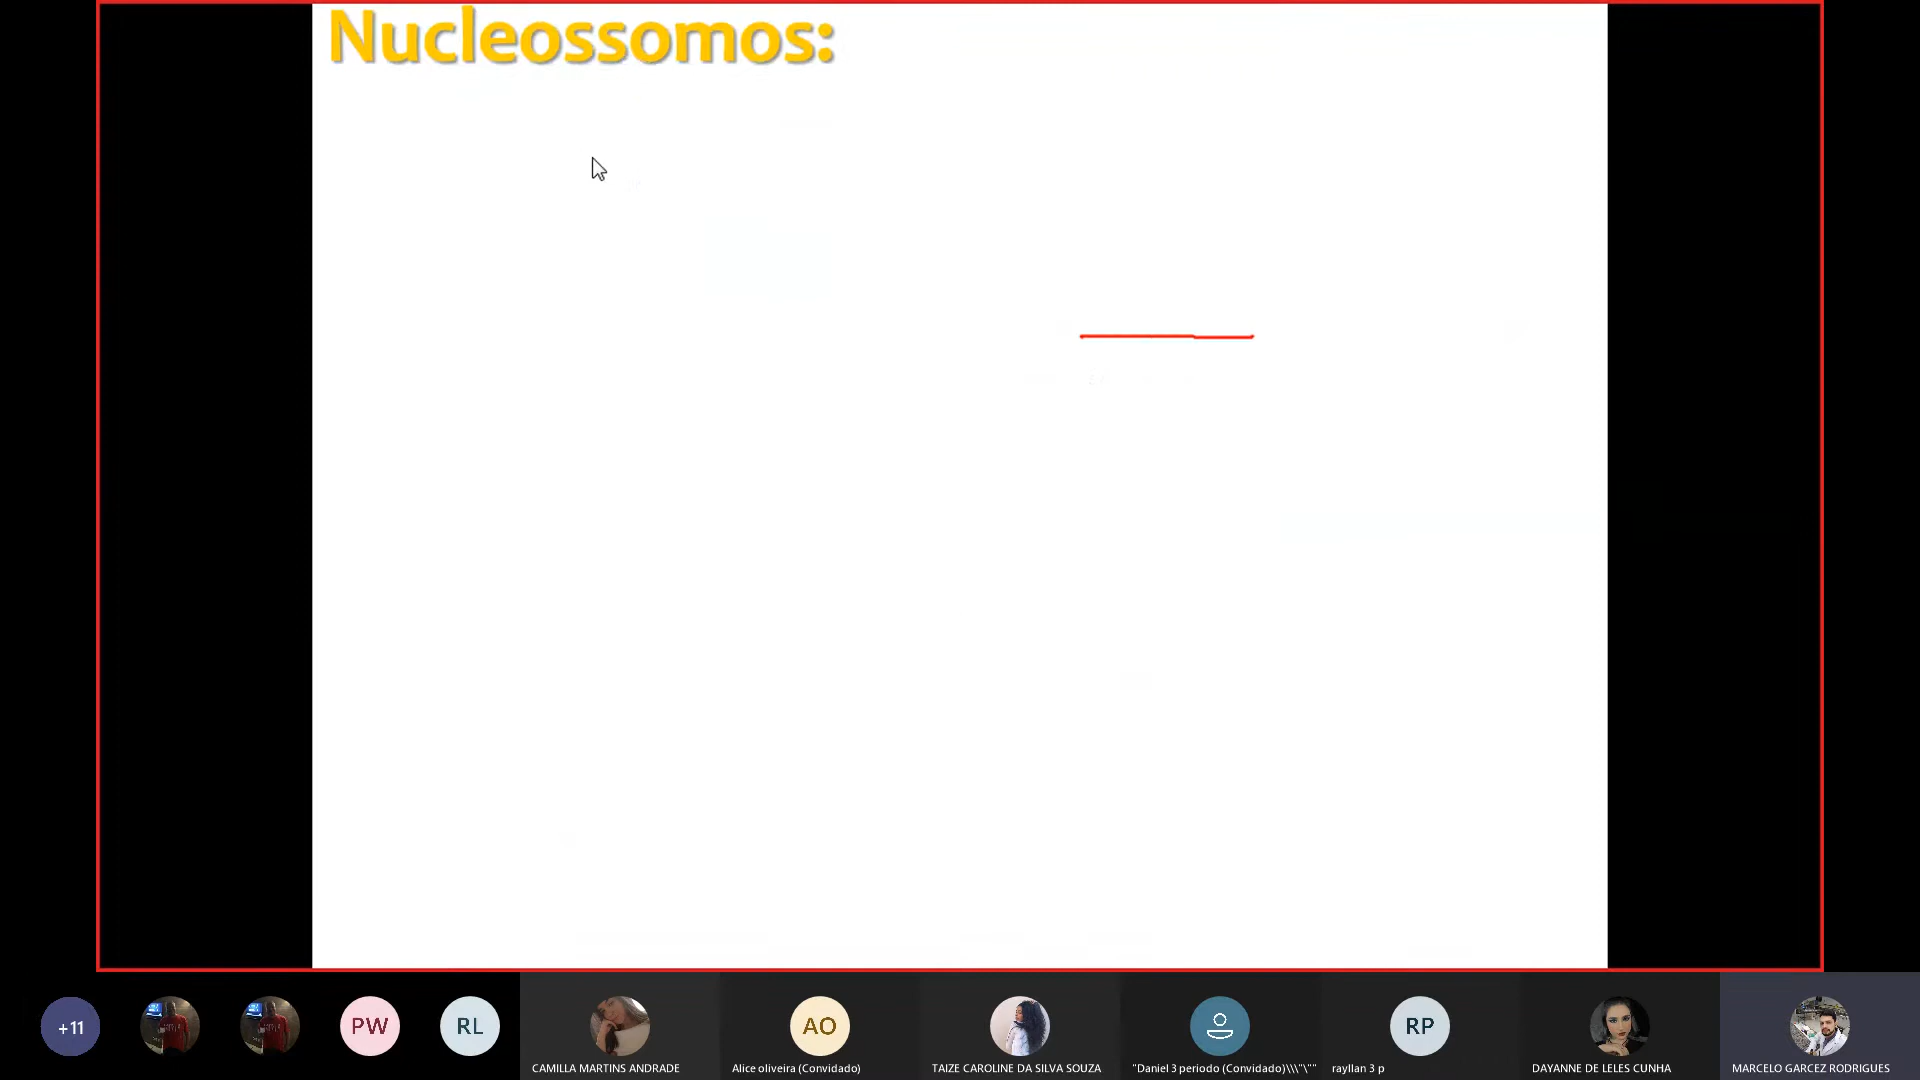 Nucleossomos:
+11
PW
RL
CAMILLA MARTINS ANDRADE
AO
Alice oliveira (Convidado)
TAIZE CAROLINE DA SILVA SOUZA
"Daniel 3 periodo (Convidado)\\\"\""
RP
rayllan 3 p
DAYANNE DE LELES CUNHA
MARCELO GARCEZ RODRIGUES